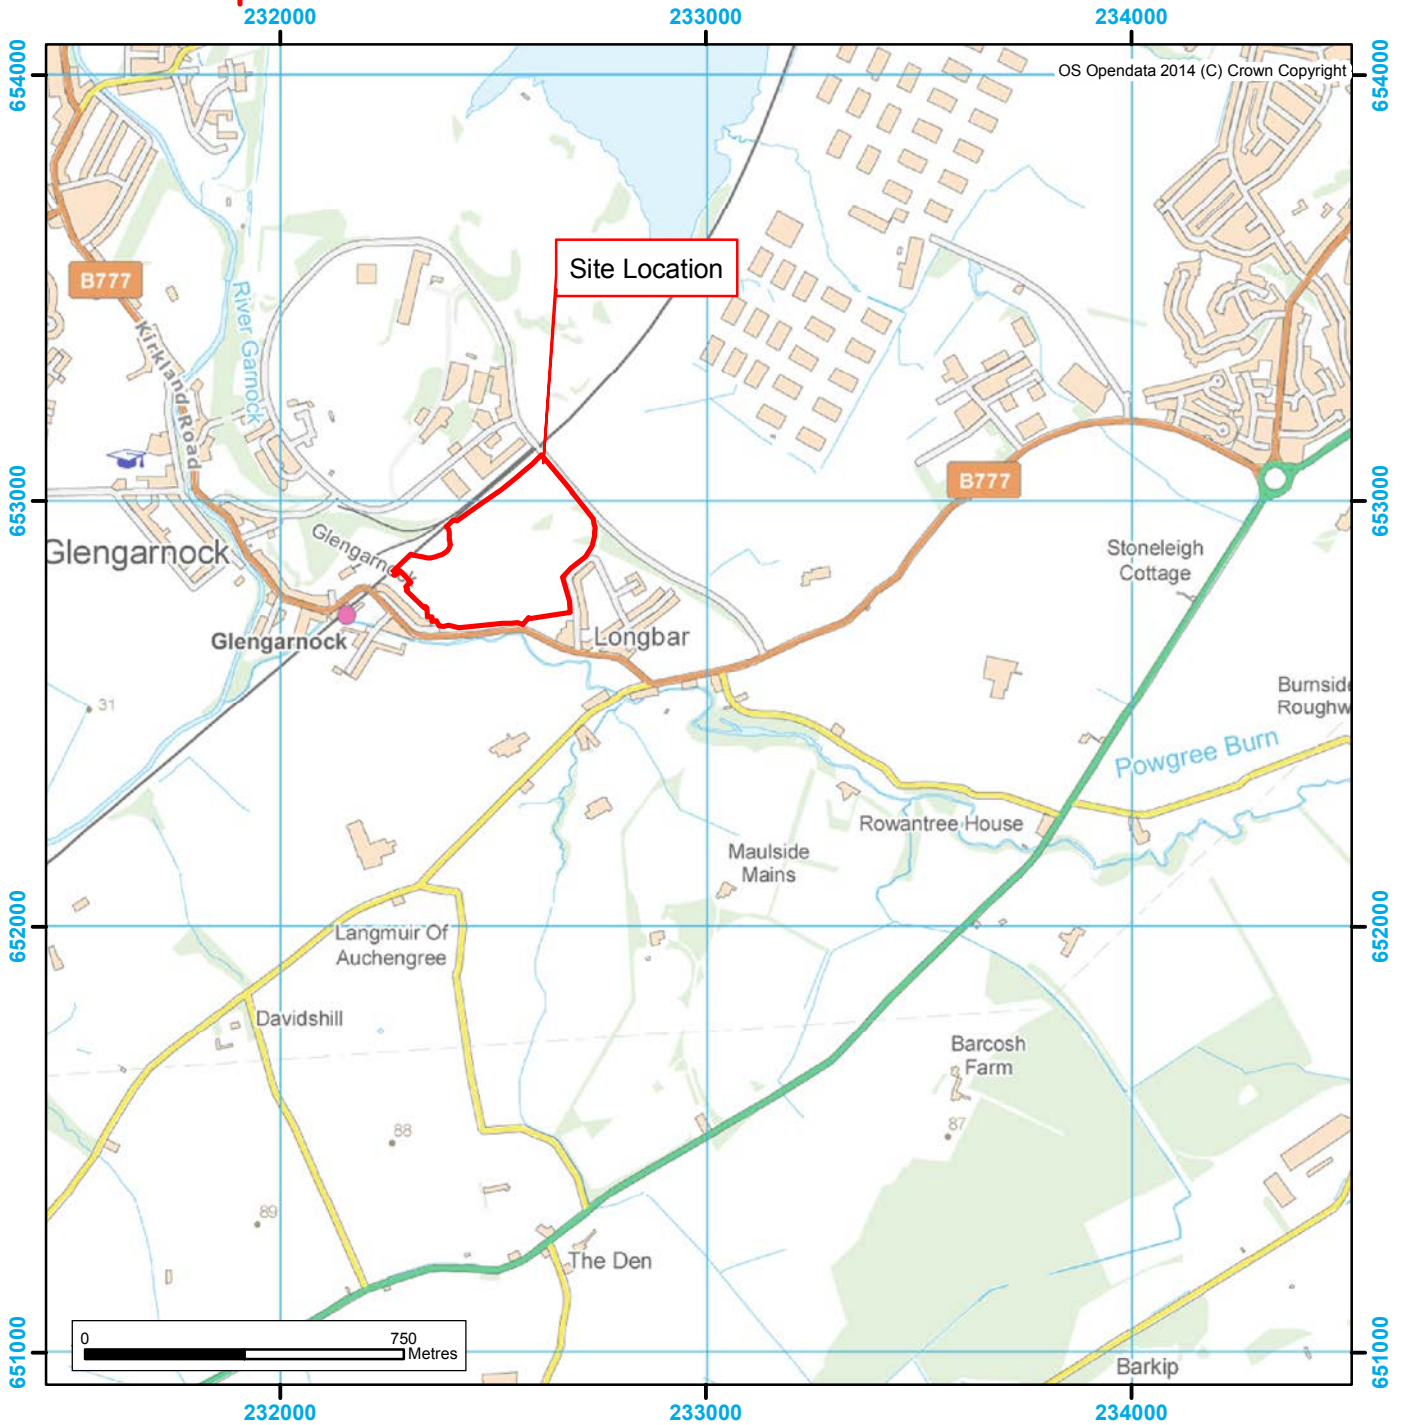 232000
233000
234000
654000
654000
OS Opendata 2014 (C) Crown Copyright
Site Location
B777
River Garnock
Kirkland Road
B777
653000
653000
Glengarnock
Glengarnock
Stoneleigh
Cottage
Glengarnock
Longbar
31
Burnside
Roughw
Powgree Burn
Rowantree House
Maulside
Mains
652000
652000
Langmuir Of
Auchengree
Davidshill
Barcosh
Farm
88
87
89
The Den
0
750
Metres
651000
651000
Barkip
232000
233000
234000